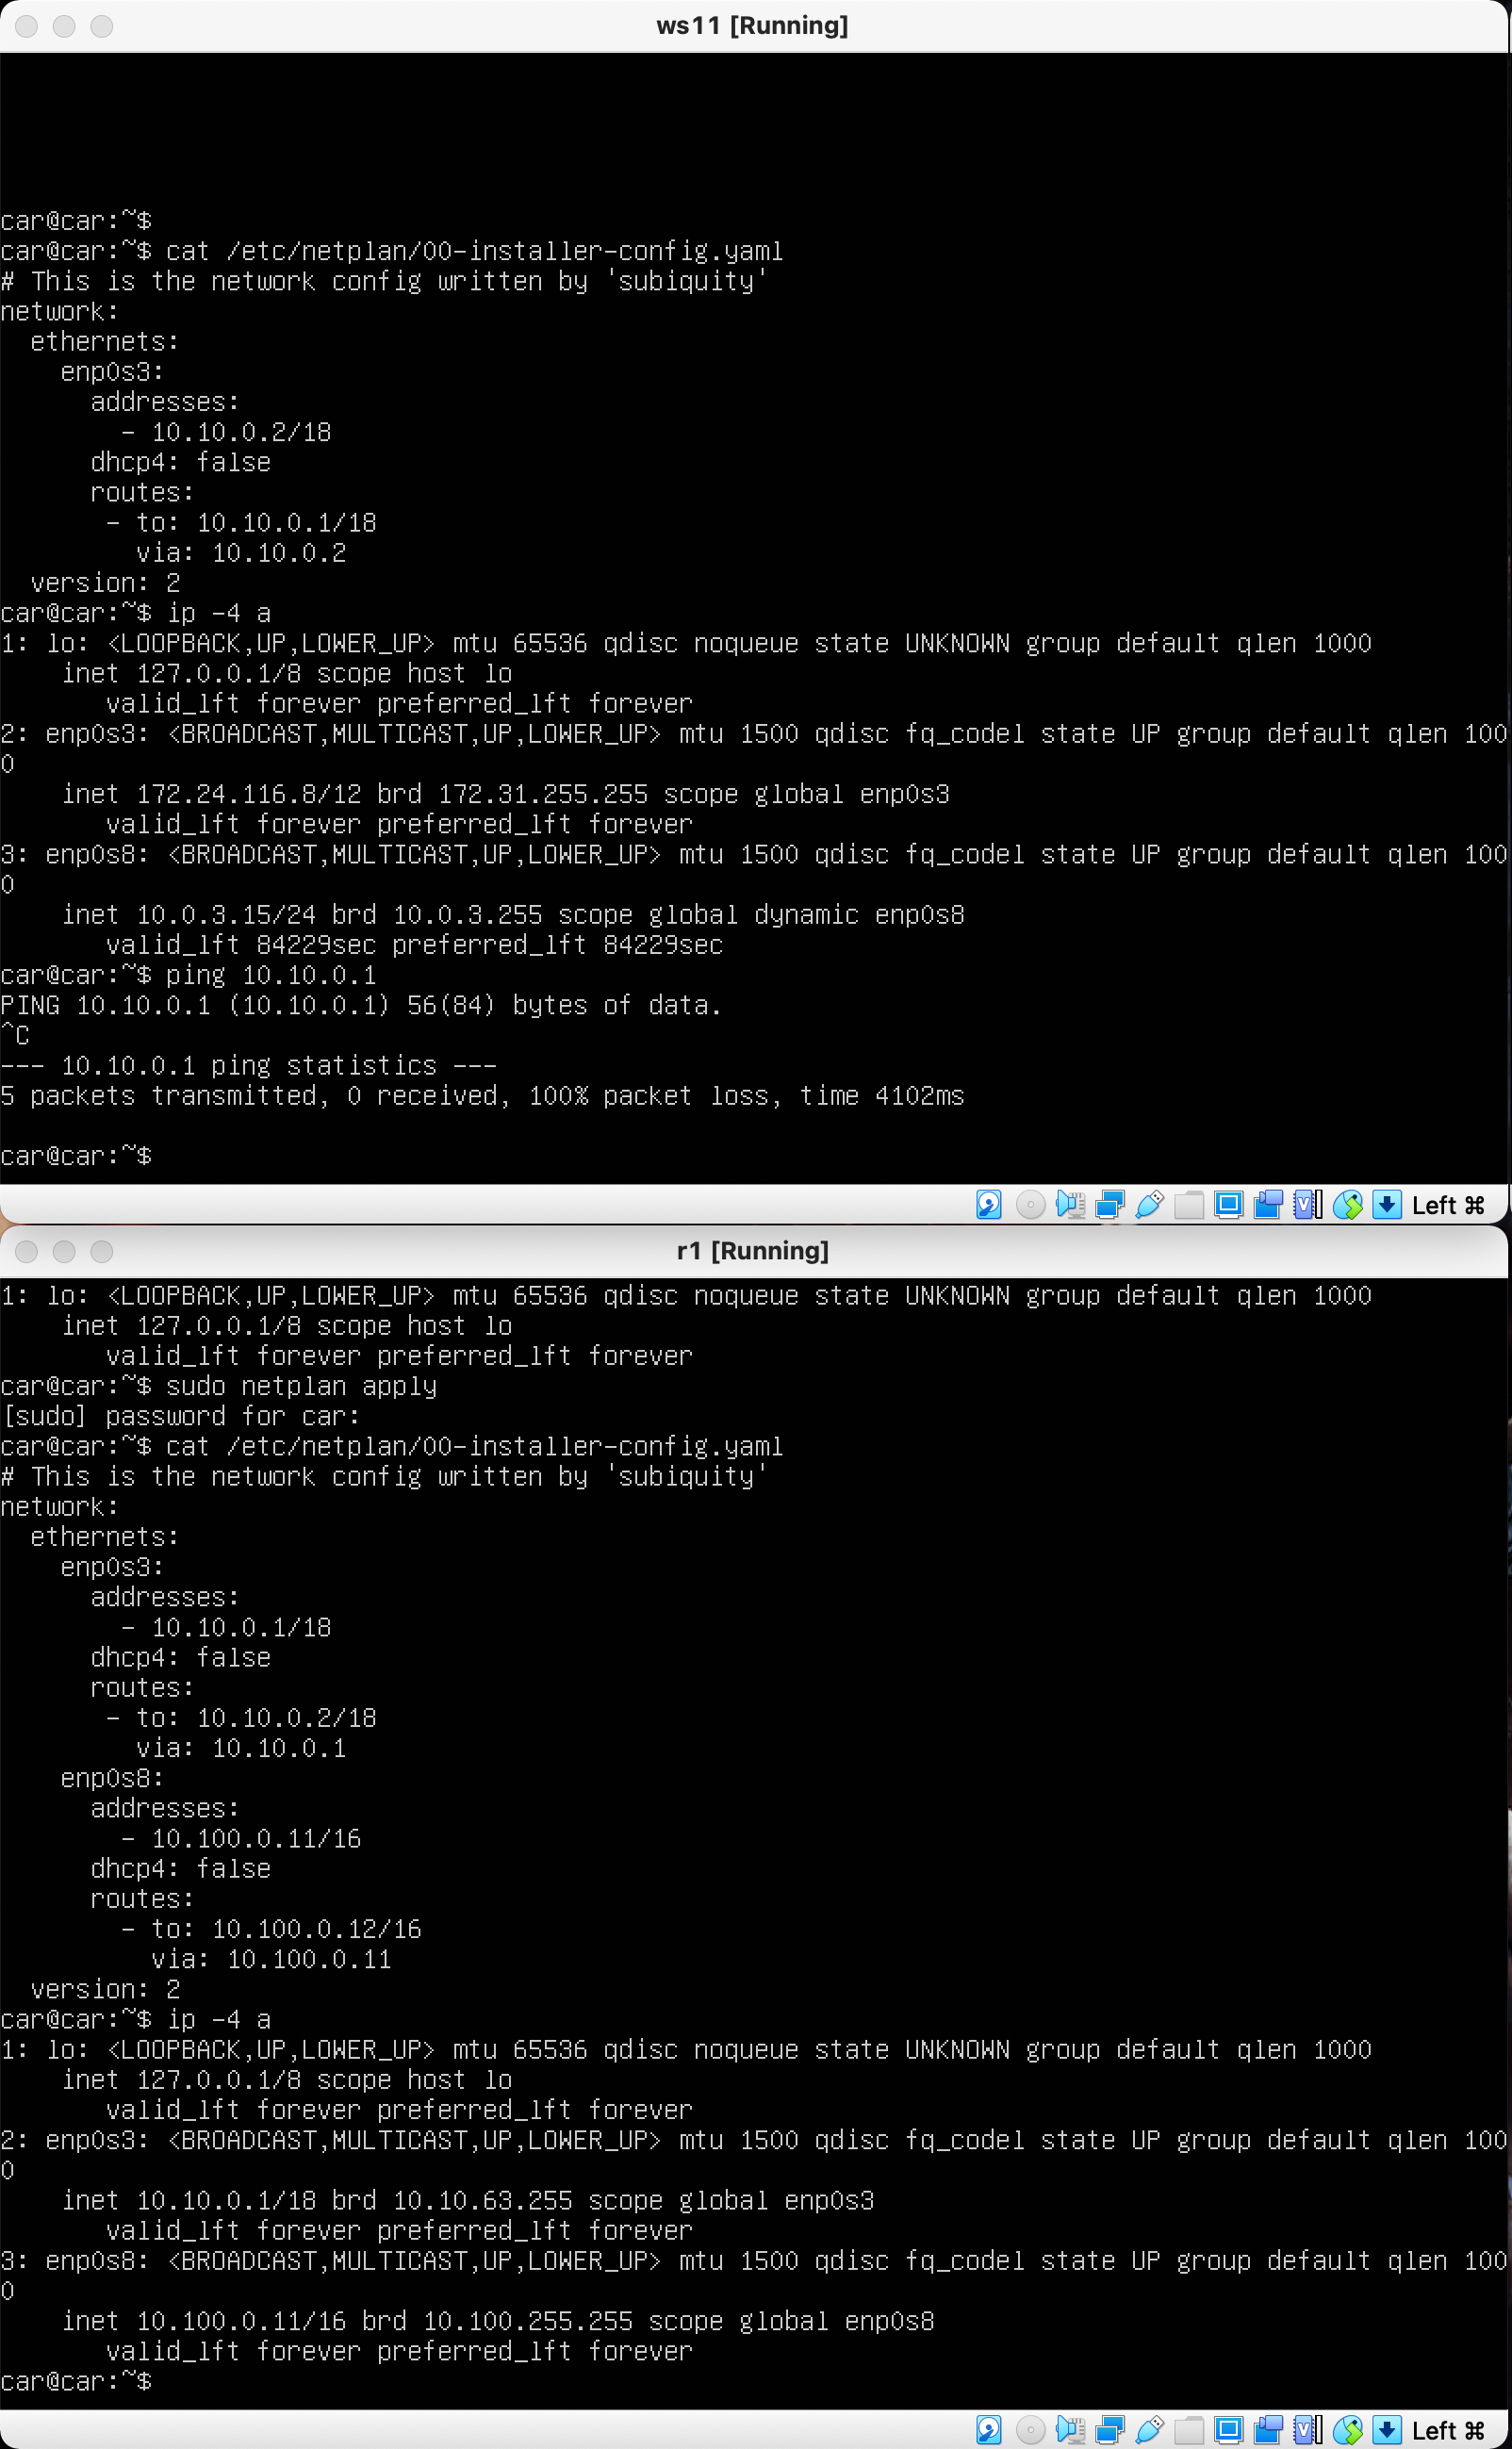 ws11 [Running]
car@car:~$
car@car:~$ cat /etc/netplan/00-installer-config.yaml
# This is the network config written by 'subiquity'
network:
  ethernets:
    enp0s3:
      addresses:
        - 10.10.0.2/18
      dhcp4: false
      routes:
       - to: 10.10.0.1/18
         via: 10.10.0.2
  version: 2
car@car:~$ ip -4 a
1: lo: <LOOPBACK,UP,LOWER_UP> mtu 65536 qdisc noqueue state UNKNOWN group default qlen 1000
    inet 127.0.0.1/8 scope host lo
       valid_lft forever preferred_lft forever
2: enp0s3: <BROADCAST,MULTICAST,UP,LOWER_UP> mtu 1500 qdisc fq_codel state UP group default qlen 100
0
    inet 172.24.116.8/12 brd 172.31.255.255 scope global enp0s3
       valid_lft forever preferred_lft forever
3: enp0s8: <BROADCAST,MULTICAST,UP,LOWER_UP> mtu 1500 qdisc fq_codel state UP group default qlen 100
0
    inet 10.0.3.15/24 brd 10.0.3.255 scope global dynamic enp0s8
       valid_lft 84229sec preferred_lft 84229sec
car@car:~$ ping 10.10.0.1
PING 10.10.0.1 (10.10.0.1) 56(84) bytes of data.
^C
--- 10.10.0.1 ping statistics ---
5 packets transmitted, 0 received, 100% packet loss, time 4102ms
car@car:~$
Left ⌘
r1 [Running]
1: lo: <LOOPBACK,UP,LOWER_UP> mtu 65536 qdisc noqueue state UNKNOWN group default qlen 1000
    inet 127.0.0.1/8 scope host lo
       valid_lft forever preferred_lft forever
car@car:~$ sudo netplan apply
[sudo] password for car:
car@car:~$ cat /etc/netplan/00-installer-config.yaml
# This is the network config written by 'subiquity'
network:
  ethernets:
    enp0s3:
      addresses:
        - 10.10.0.1/18
      dhcp4: false
      routes:
       - to: 10.10.0.2/18
         via: 10.10.0.1
    enp0s8:
      addresses:
        - 10.100.0.11/16
      dhcp4: false
      routes:
        - to: 10.100.0.12/16
          via: 10.100.0.11
  version: 2
car@car:~$ ip -4 a
1: lo: <LOOPBACK,UP,LOWER_UP> mtu 65536 qdisc noqueue state UNKNOWN group default qlen 1000
    inet 127.0.0.1/8 scope host lo
       valid_lft forever preferred_lft forever
2: enp0s3: <BROADCAST,MULTICAST,UP,LOWER_UP> mtu 1500 qdisc fq_codel state UP group default qlen 100
0
    inet 10.10.0.1/18 brd 10.10.63.255 scope global enp0s3
       valid_lft forever preferred_lft forever
3: enp0s8: <BROADCAST,MULTICAST,UP,LOWER_UP> mtu 1500 qdisc fq_codel state UP group default qlen 100
0
    inet 10.100.0.11/16 brd 10.100.255.255 scope global enp0s8
       valid_lft forever preferred_lft forever
car@car:~$
Left ⌘